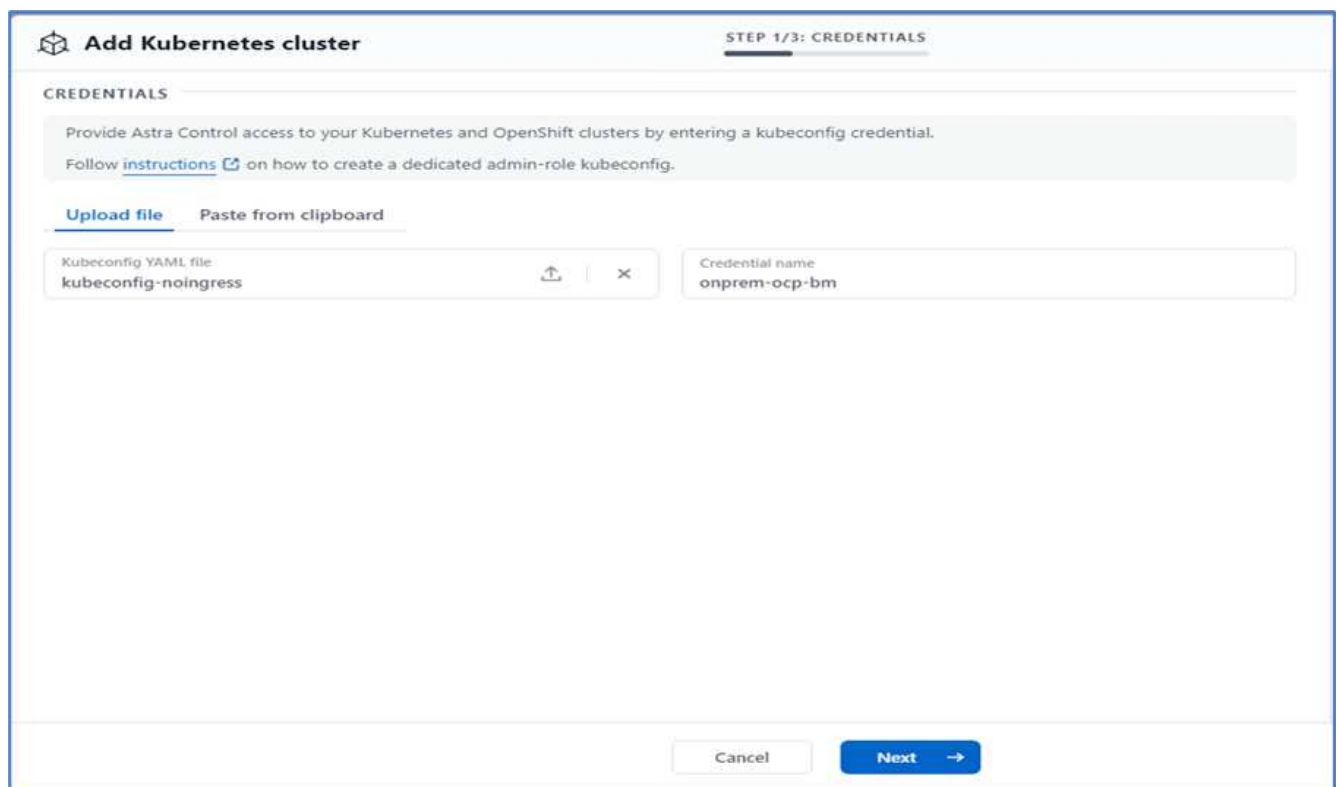 Add Kubernetes cluster
STEP 1/3: CREDENTIALS
CREDENTIALS
Provide Astra Control access to your Kubernetes and OpenShift clusters by entering a kubeconfig credential.
Follow instructions on how to create a dedicated admin-role kubeconfig.
Upload file Paste from clipboard
Kubeconfig YAML file
kubeconfig-noingress
Credential name
onprem-ocp-bm
Cancel Next